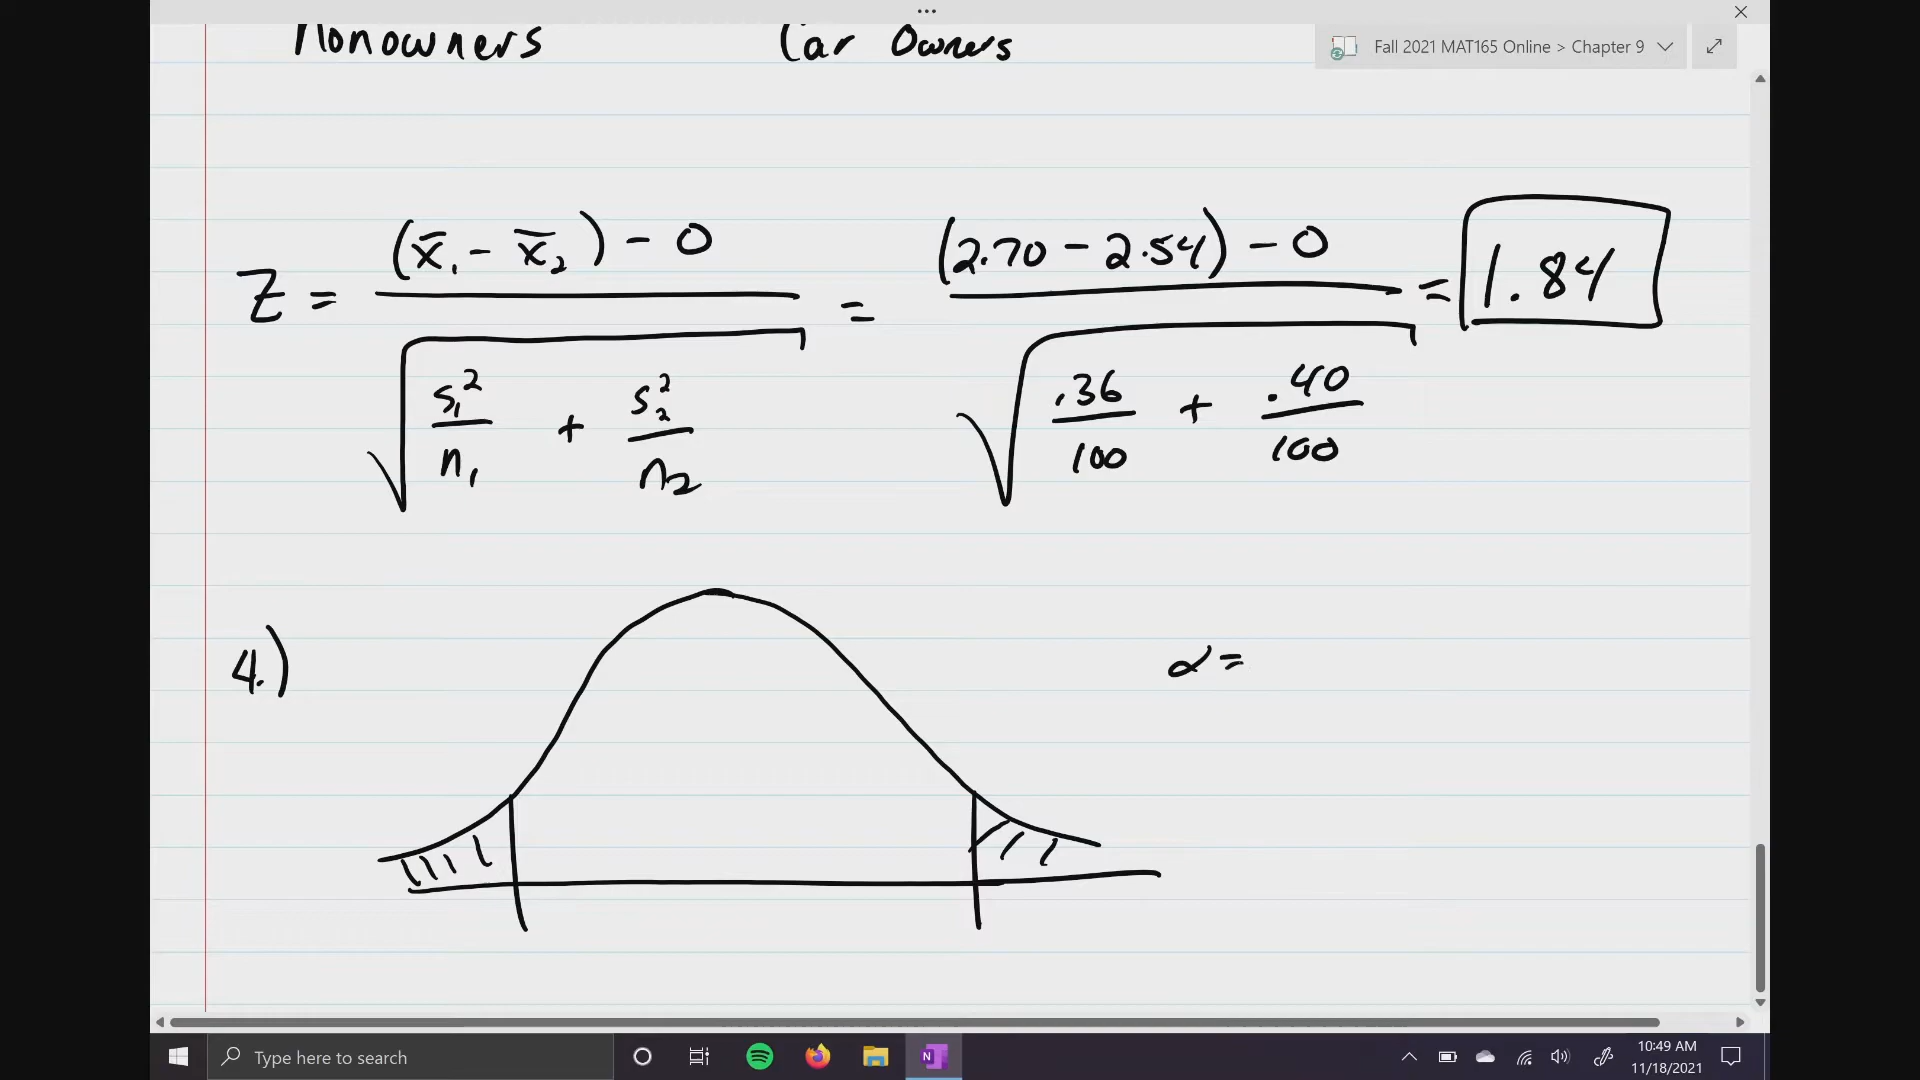 Nonowners Car Owners
Fall 2021 MAT165 Online > Chapter 9
Z = (x̄₁ - x̄₂) - 0 / √(s₁²/n₁ + s₂²/n₂) = (2.70 - 2.54) - 0 / √(.36/100 + .40/100) = 1.84
4.)
α =
Type here to search
10:49 AM
11/18/2021